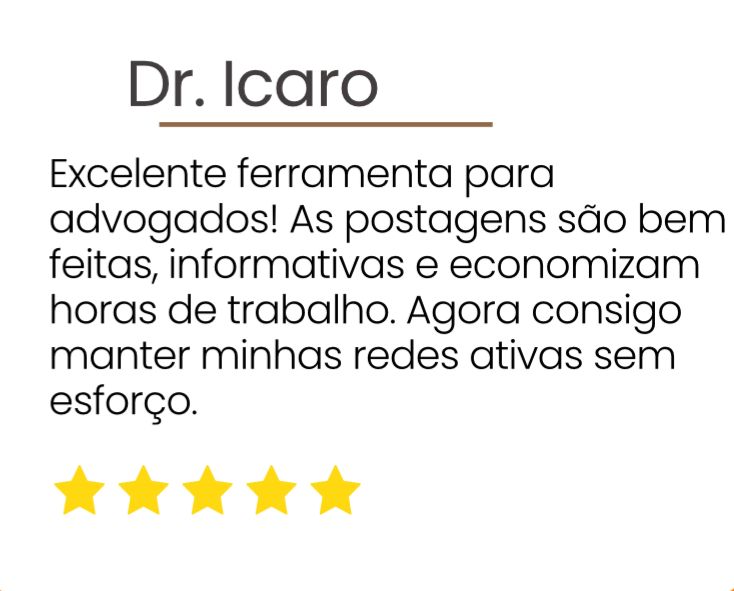 Dr. Icaro
Excelente ferramenta para
advogados! As postagens são bem
feitas, informativas e economizam
horas de trabalho. Agora consigo
manter minhas redes ativas sem
esforço.